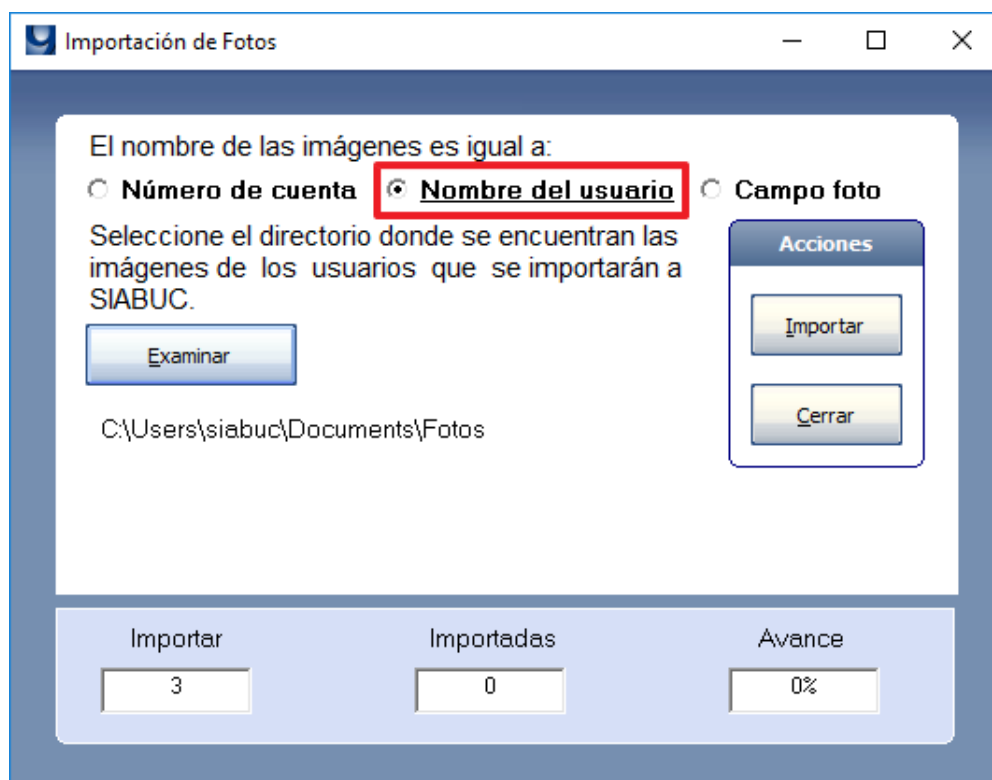 Importación de Fotos
El nombre de las imágenes es igual a:
Número de cuenta Nombre del usuario Campo foto
Seleccione el directorio donde se encuentran las
imágenes de los usuarios que se importarán a
SIABUC.
Examinar
C:\Users\siabuc\Documents\Fotos
Acciones
Importar
Cerrar
Importar Importadas Avance
3 0 0%